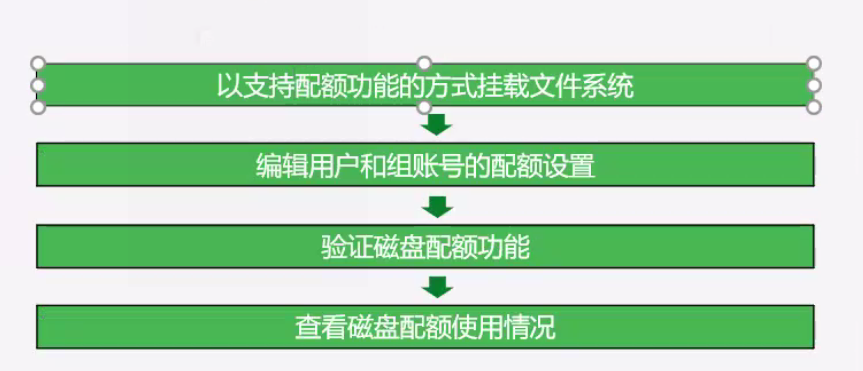 以支持配额功能的方式挂载文件系统
编辑用户和组账号的配额设置
验证磁盘配额功能
查看磁盘配额使用情况